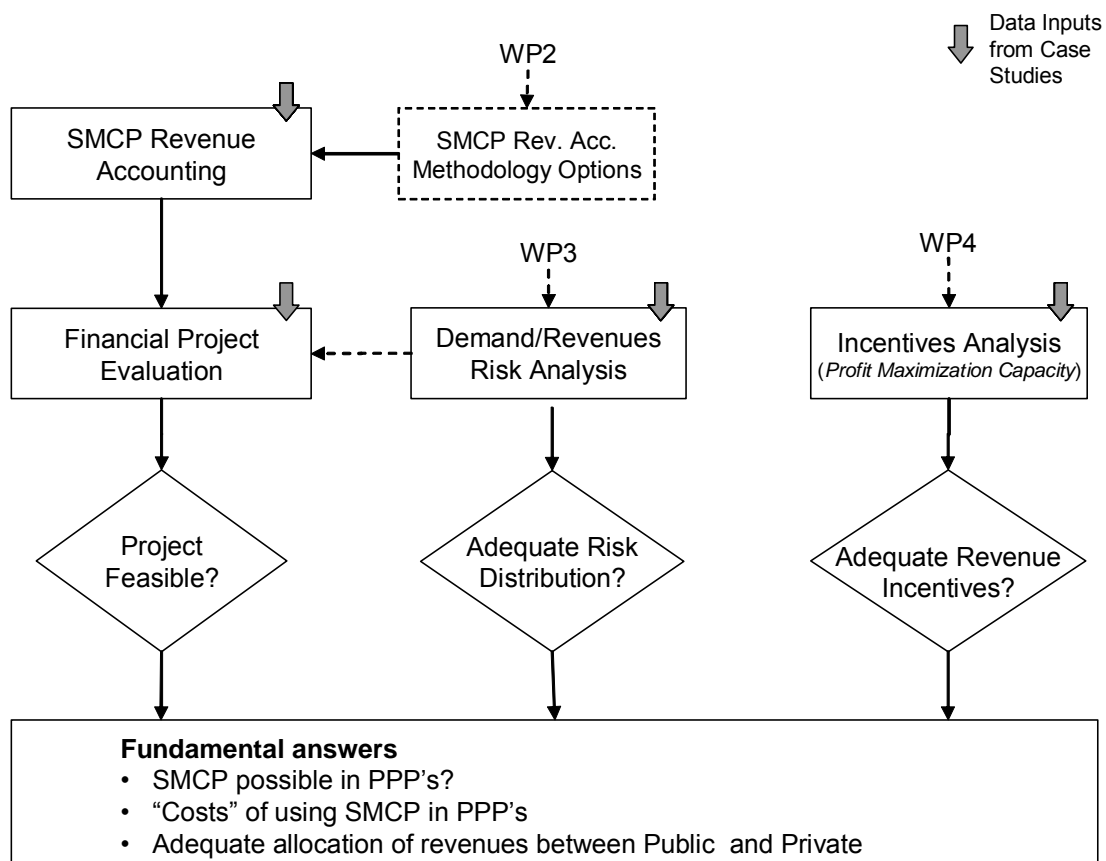 Data Inputs
from Case
Studies
WP2
SMCP Revenue
Accounting
SMCP Rev. Acc.
Methodology Options
WP3
WP4
Financial Project
Evaluation
Demand/Revenues
Risk Analysis
Incentives Analysis
(Profit Maximization Capacity)
Project
Feasible?
Adequate Risk
Distribution?
Adequate Revenue
Incentives?
Fundamental answers
• SMCP possible in PPP's?
• “Costs” of using SMCP in PPP's
• Adequate allocation of revenues between Public and Private